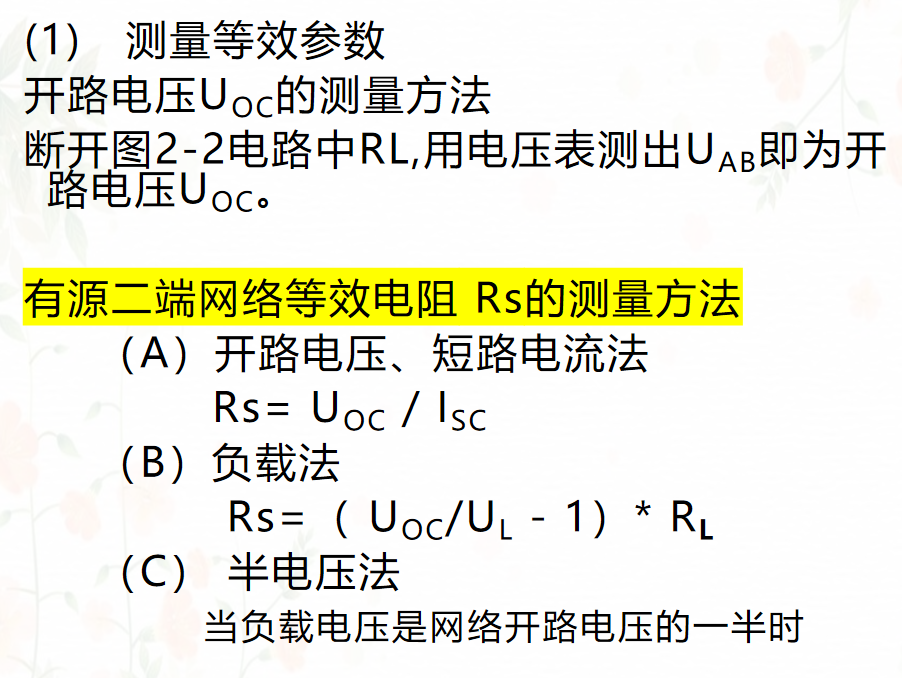 (1) 测量等效参数
开路电压UOC的测量方法
断开图2-2电路中RL,用电压表测出UAB即为开
路电压UOC。
有源二端网络等效电阻 Rs的测量方法
（A）开路电压、短路电流法
Rs= UOC / ISC
（B）负载法
Rs=（ UOC/UL - 1）* RL
（C） 半电压法
当负载电压是网络开路电压的一半时